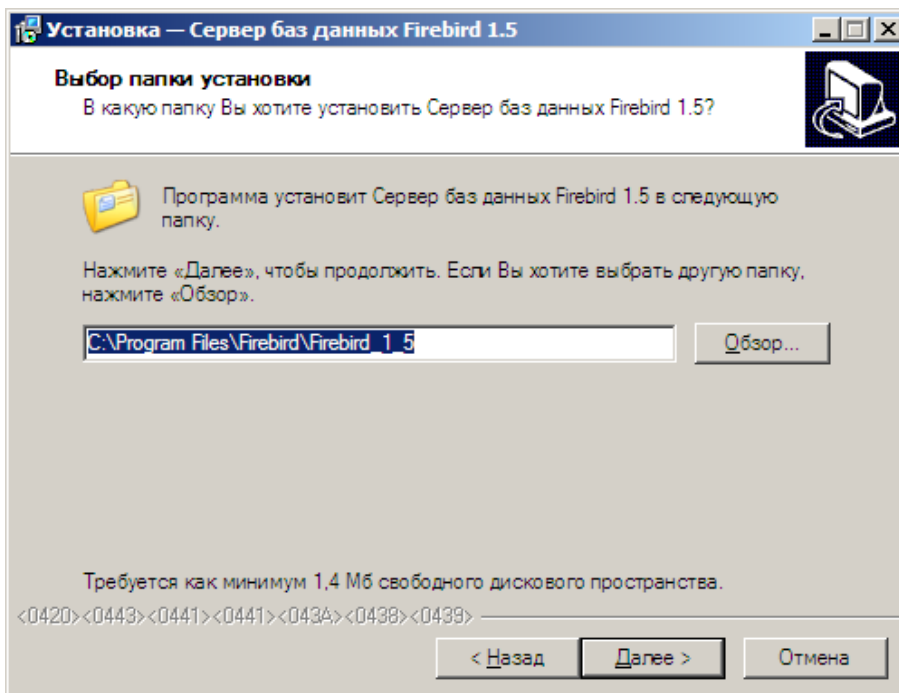 Установка — Сервер баз данных Firebird 1.5
Выбор папки установки
В какую папку Вы хотите установить Сервер баз данных Firebird 1.5?
Программа установит Сервер баз данных Firebird 1.5 в следующую
папку.
Нажмите «Далее», чтобы продолжить. Если Вы хотите выбрать другую папку,
нажмите «Обзор».
C:\Program Files\Firebird\Firebird_1_5
Обзор...
Требуется как минимум 1,4 Мб свободного дискового пространства.
<0420><0443><0441><0441><043A><0438><0439>
< Назад
Далее >
Отмена